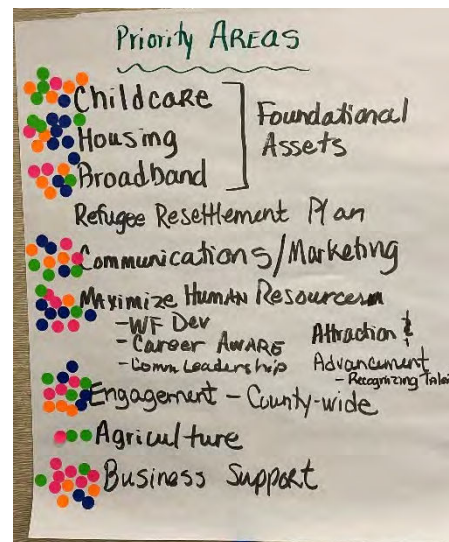 Priority AREAS
Childcare
Housing
Broadband
Foundational
Assets
Refugee Resettlement Plan
Communications/Marketing
Maximize Human Resources
-WF Dev
- Career AWARE
- Comm Leadership
Attraction &
Advancement
- Recognizing
Engagement - County-wide
Agriculture
Business Support